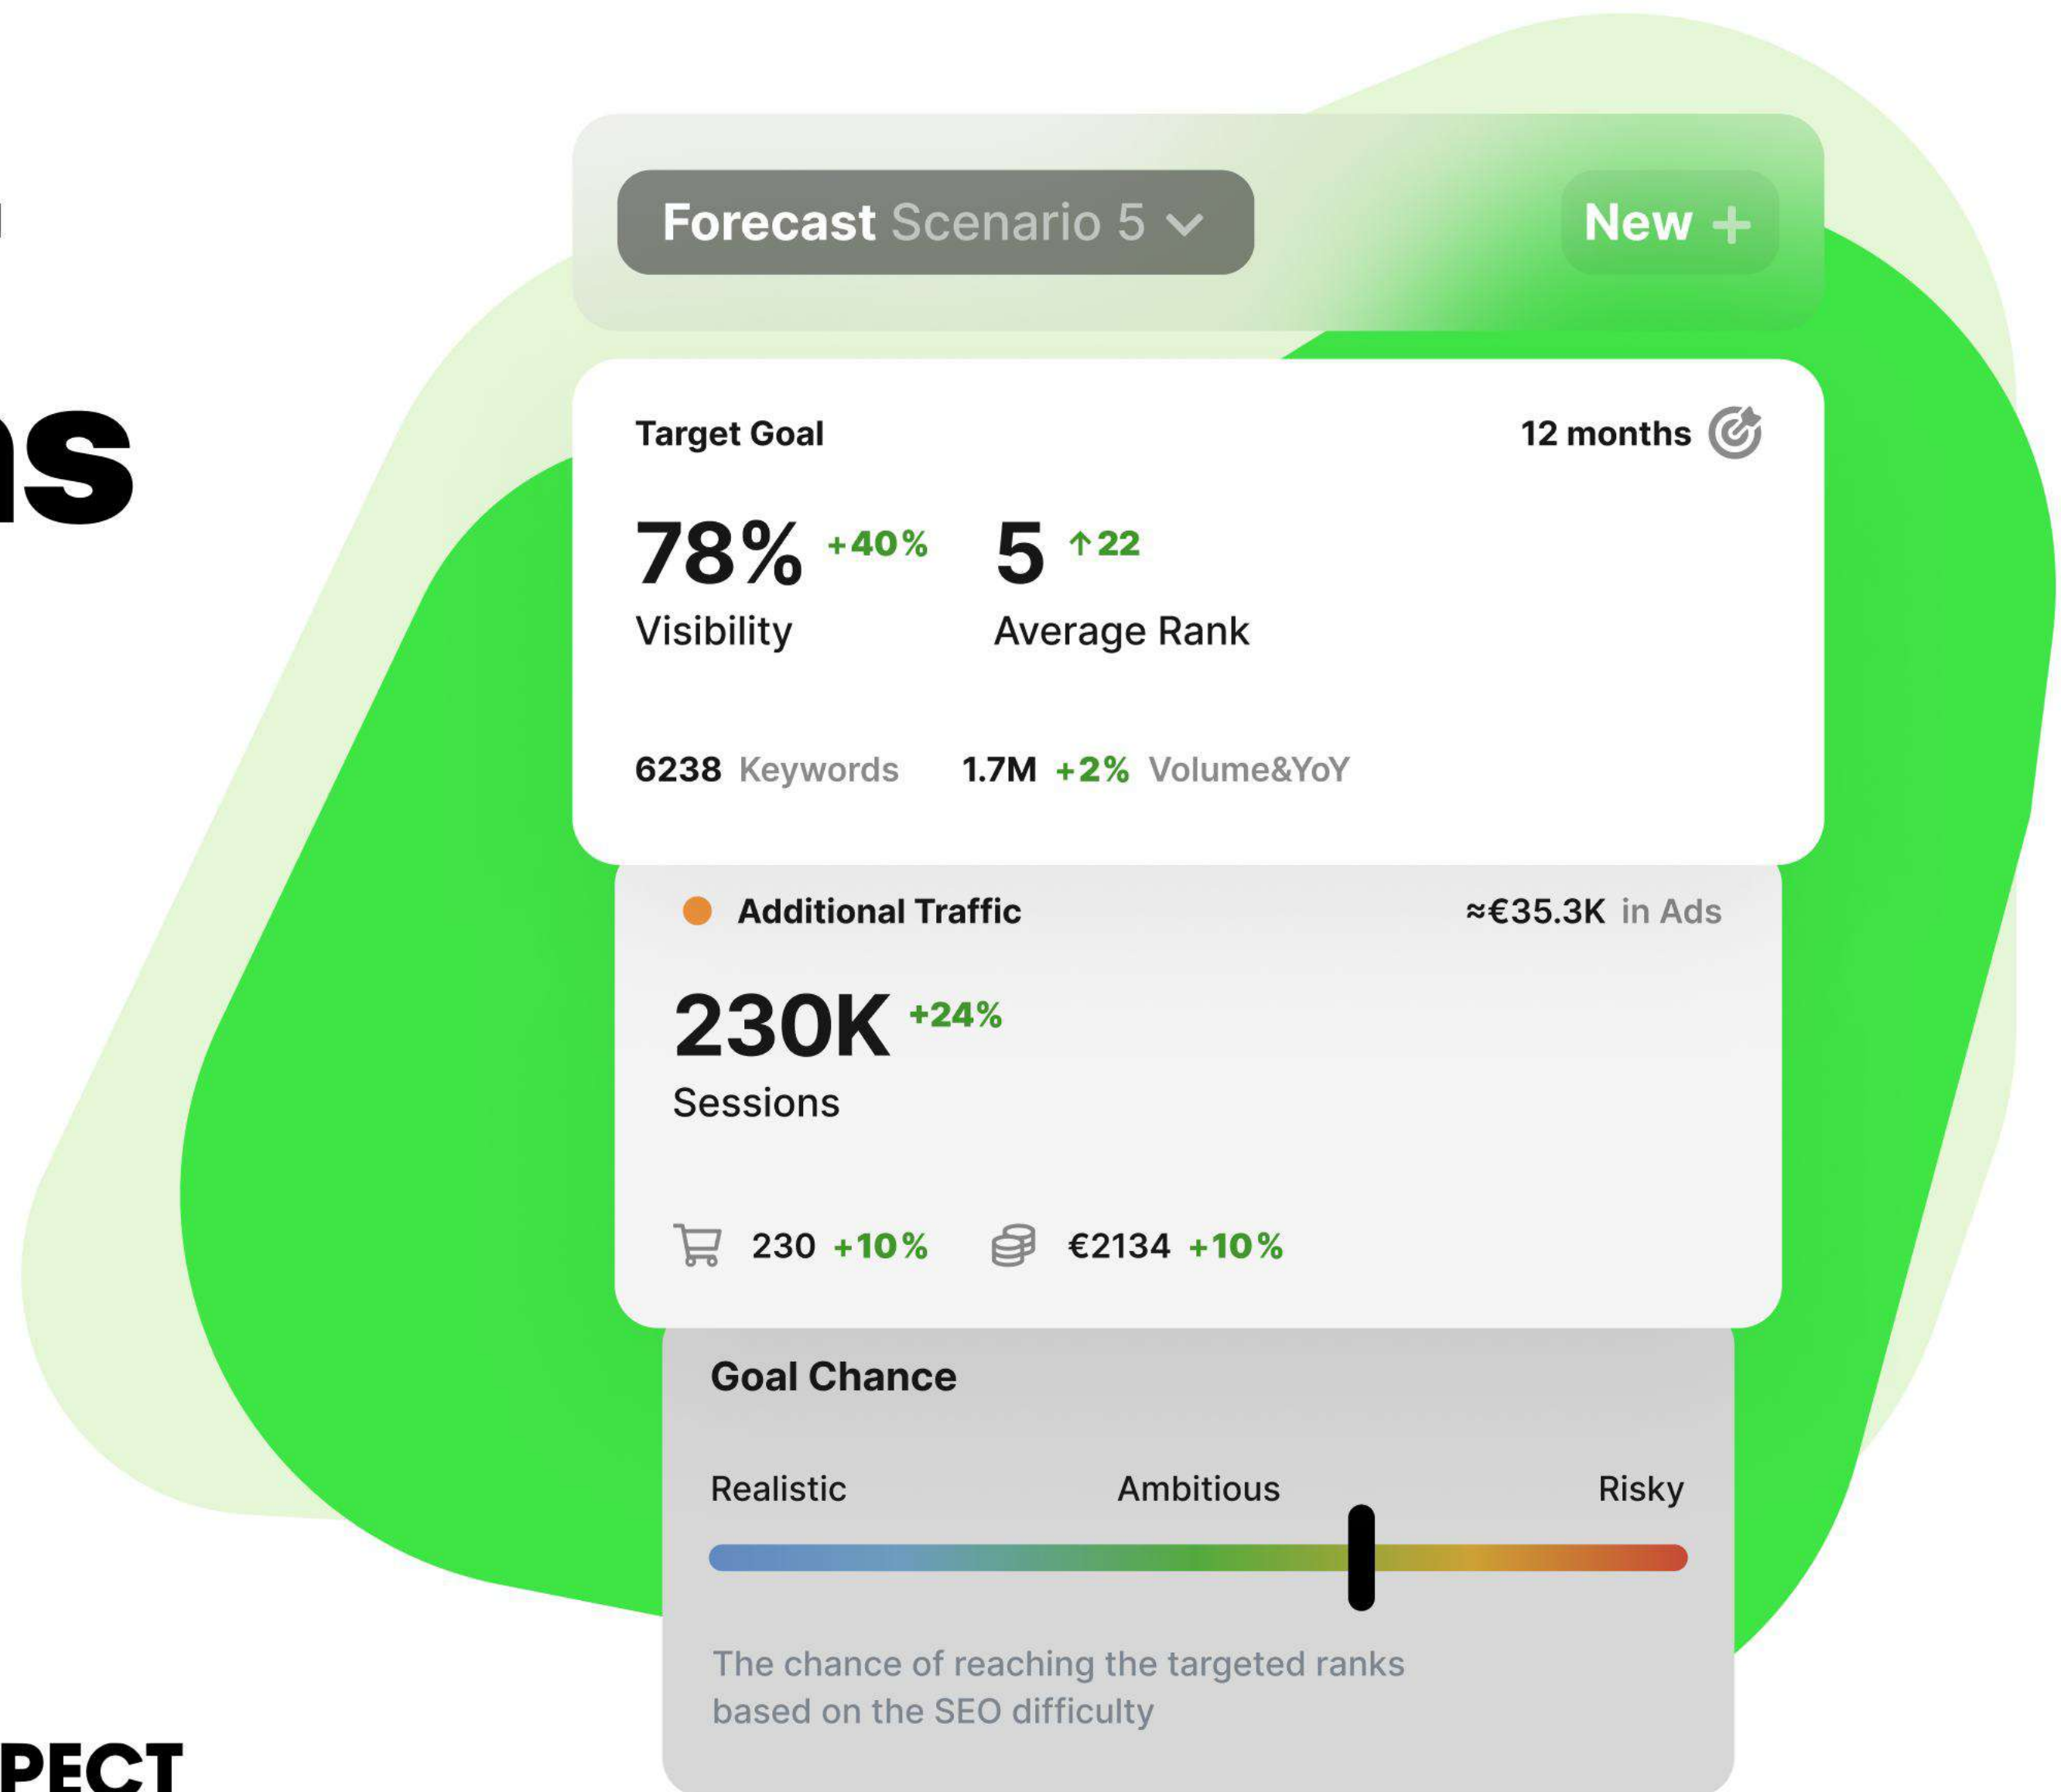 Forecast Scenario 5 New +
Target Goal 12 months
78% +40% 5 ↑22
Visibility Average Rank
6238 Keywords 1.7M +2% Volume&YoY
Additional Traffic ≈€35.3K in Ads
230K +24%
Sessions
230 +10% €2134 +10%
Goal Chance
Realistic Ambitious Risky
The chance of reaching the targeted ranks
based on the SEO difficulty
s
PECT